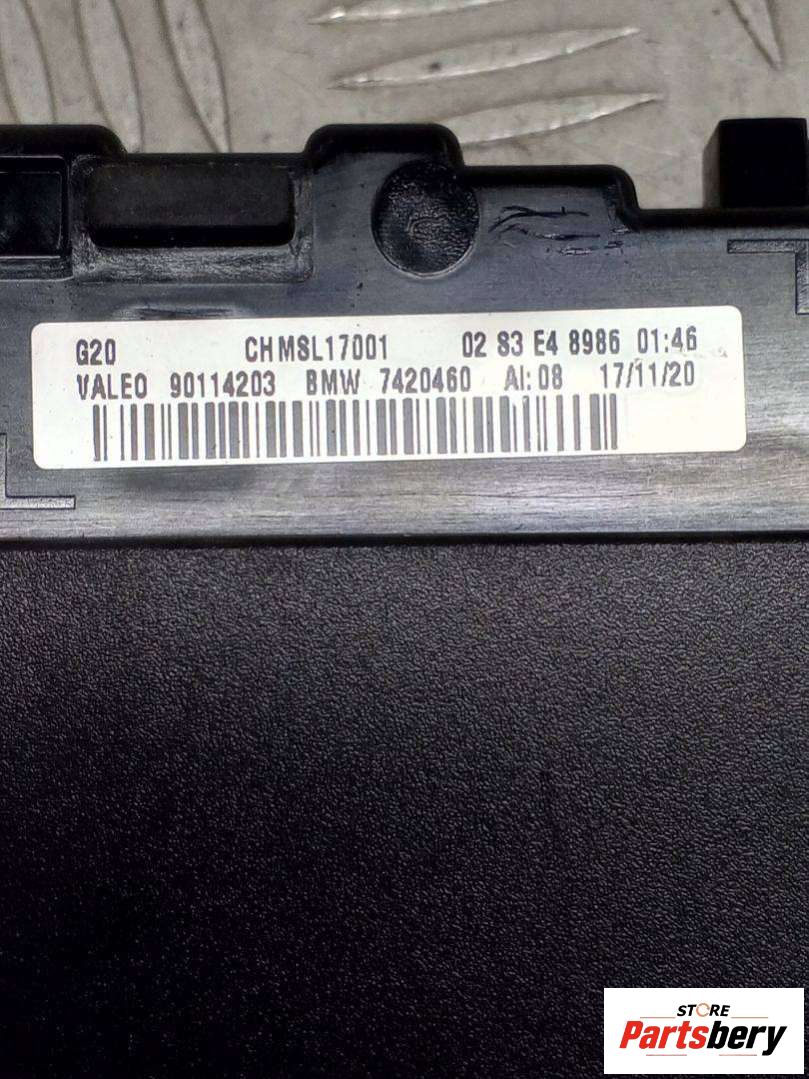 G20 CHMSL17001 02 83 E4 8986 01:46
VALEO 90114203 BMW 7420460 AI:08 17/11/20
STORE
Partsbery